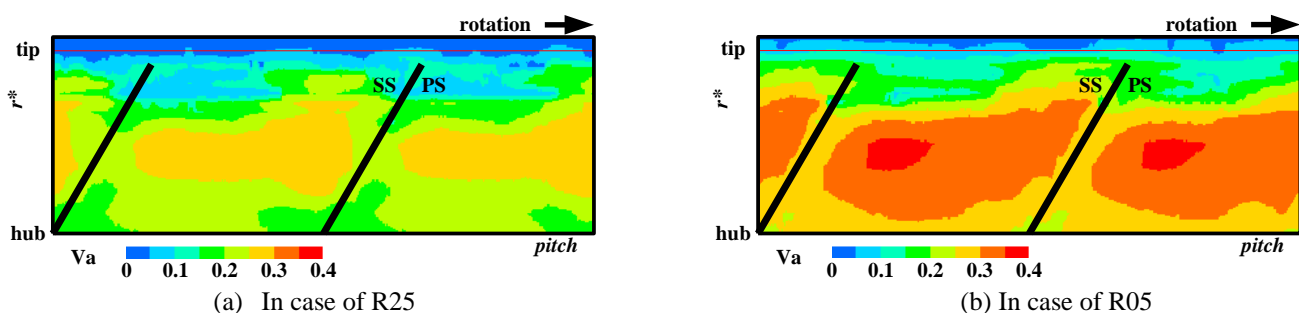 rotation
tip
SS PS
r*
hub
pitch
Va
0 0.1 0.2 0.3 0.4
(a) In case of R25
rotation
tip
SS PS
r*
hub
pitch
Va
0 0.1 0.2 0.3 0.4
(b) In case of R05